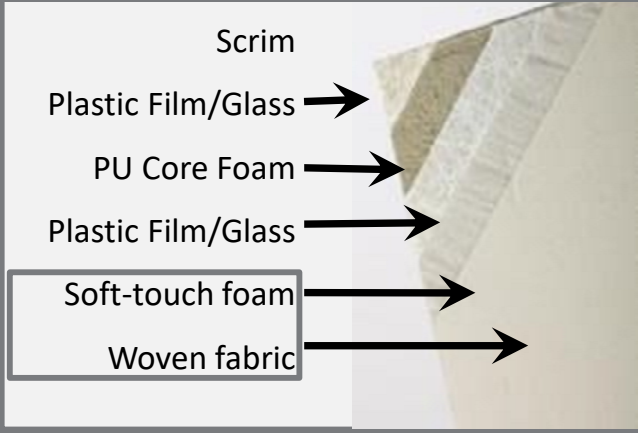 Scrim
Plastic Film/Glass
PU Core Foam
Plastic Film/Glass
Soft-touch foam
Woven fabric